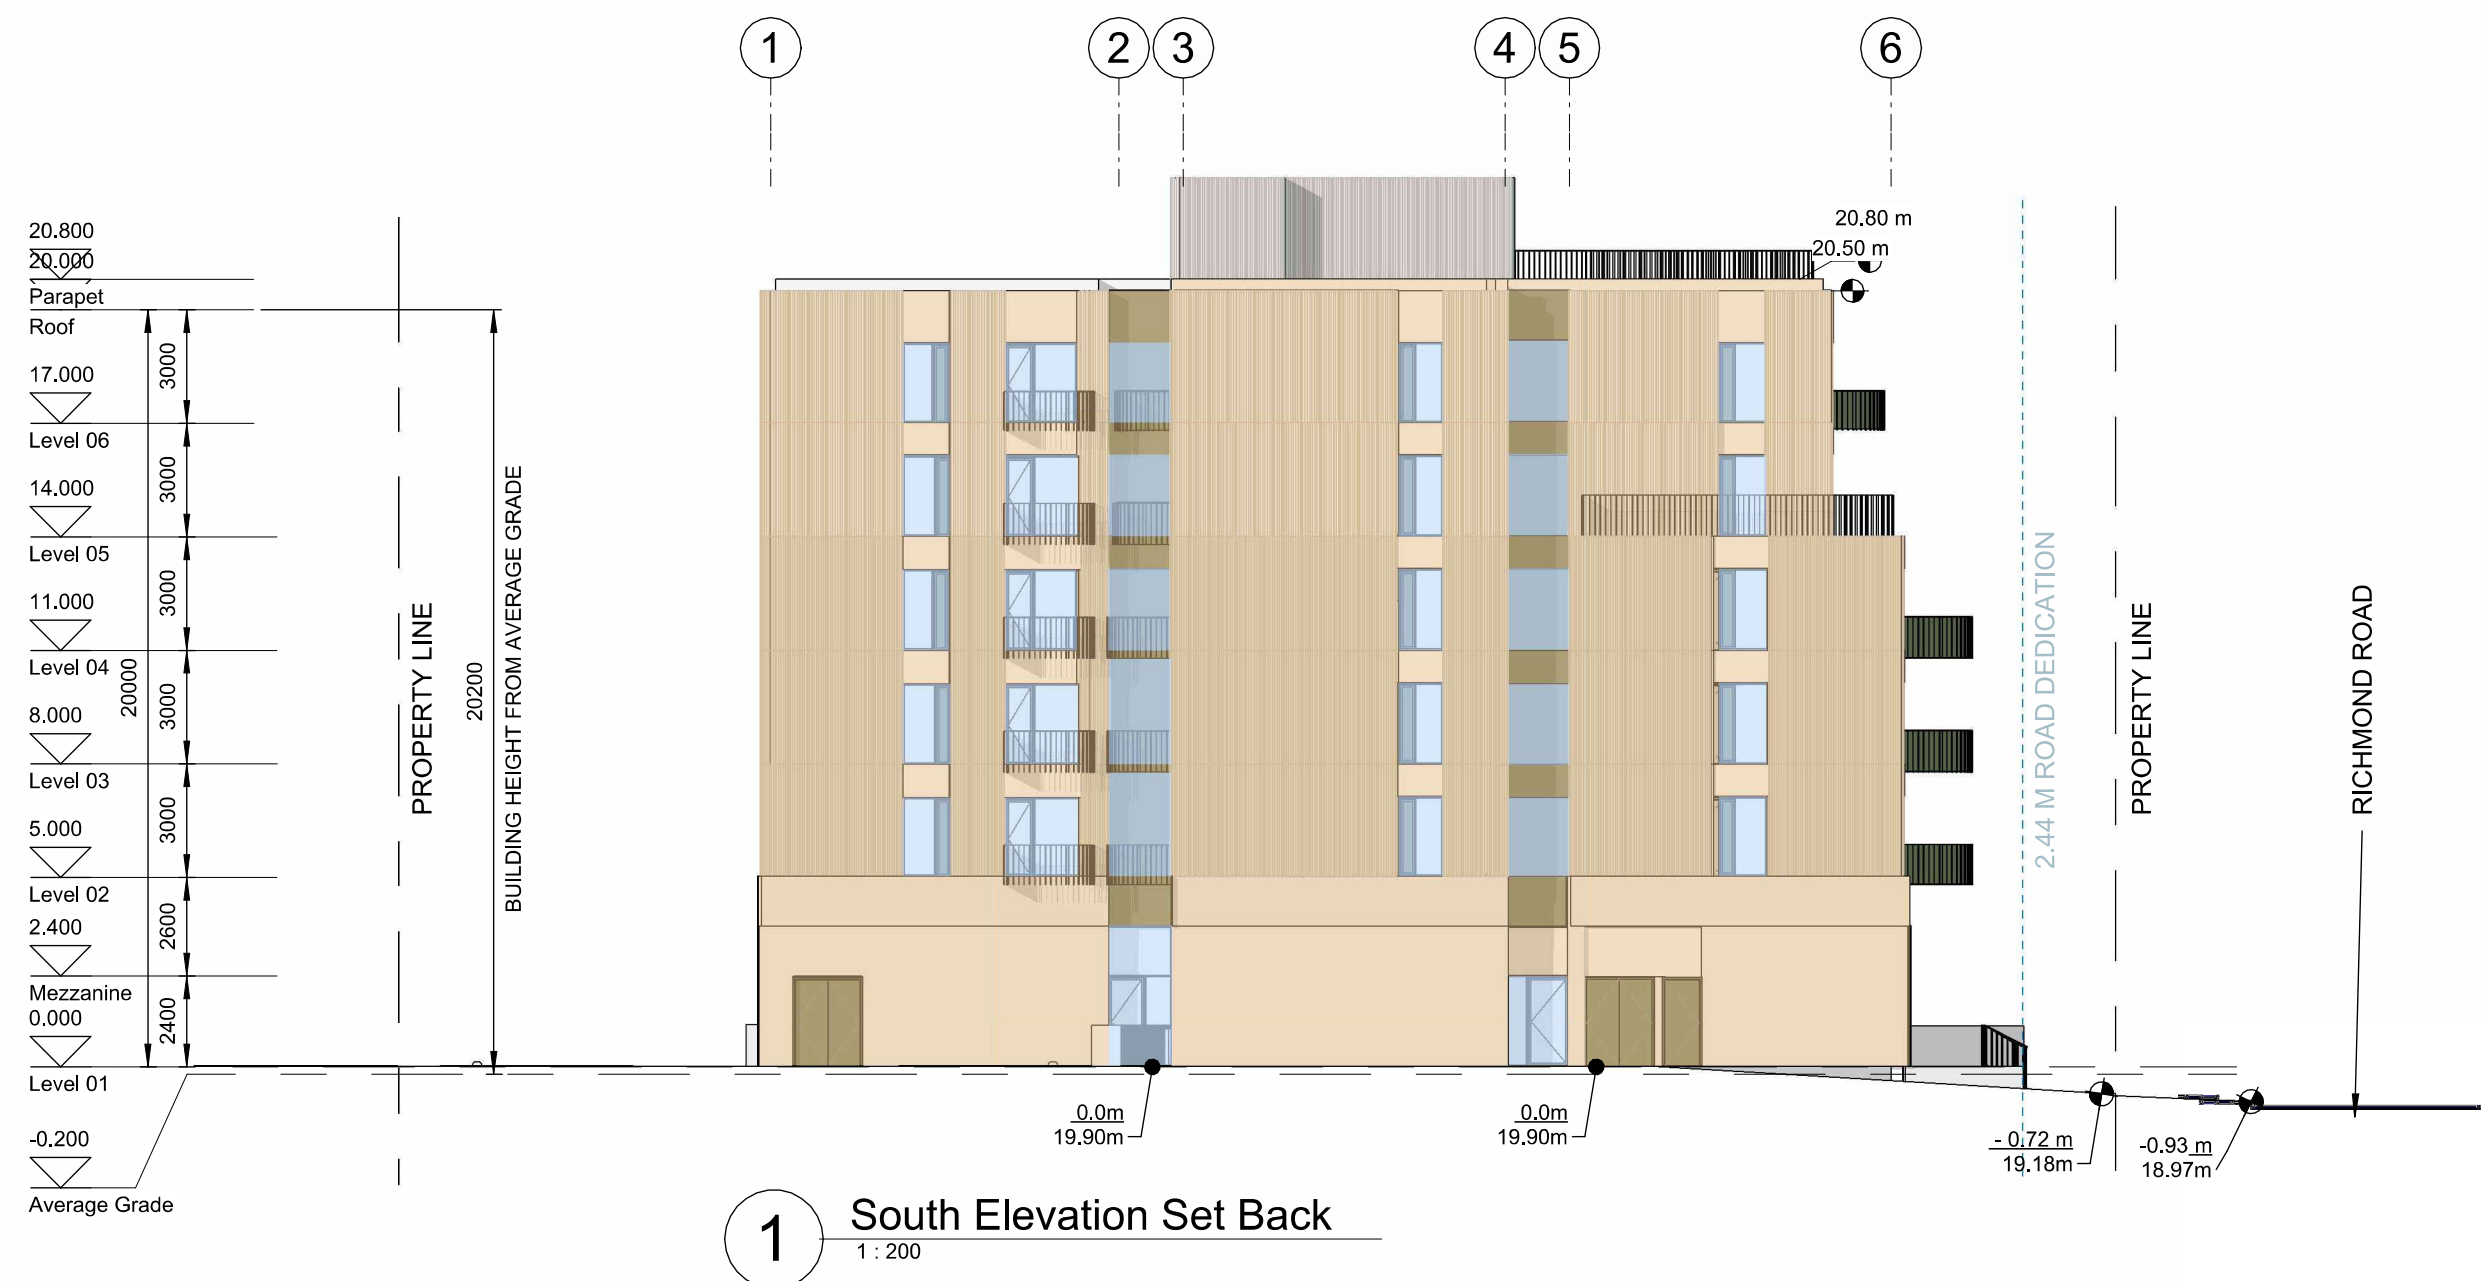 1
2
3
4
5
6
20.800
20.000
Parapet
Roof
17.000
Level 06
14.000
Level 05
11.000
Level 04
8.000
Level 03
5.000
Level 02
2.400
Mezzanine
0.000
Level 01
-0.200
Average Grade
3000
3000
3000
3000
3000
2600
2400
20000
PROPERTY LINE
20200
BUILDING HEIGHT FROM AVERAGE GRADE
20.80 m
20.50 m
2.44 M ROAD DEDICATION
PROPERTY LINE
RICHMOND ROAD
0.0m
19.90m
0.0m
19.90m
- 0.72 m
19.18m
-0.93 m
18.97m
1
South Elevation Set Back
1 : 200